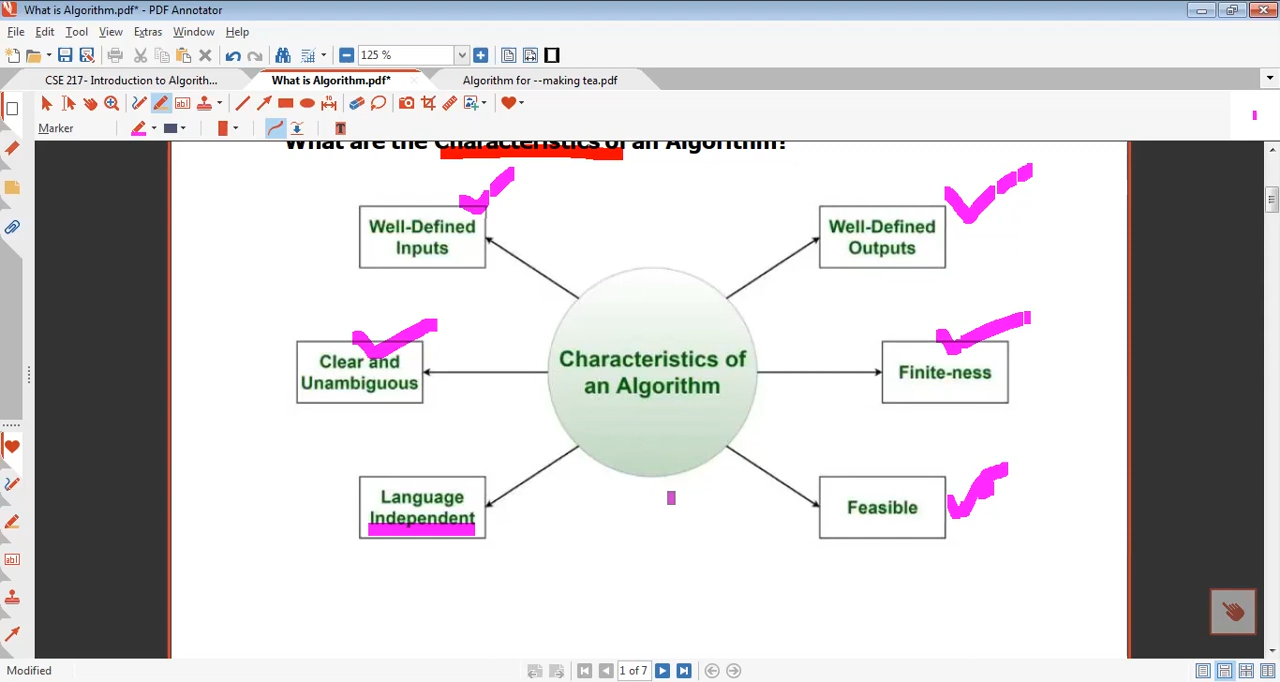 What is Algorithm.pdf* - PDF Annotator
File Edit Tool View Extras Window Help
125 %
CSE 217- Introduction to Algorith... What is Algorithm.pdf* Algorithm for --making tea.pdf
Marker
What are the Characteristics of an Algorithm?
Well-Defined
Inputs
Well-Defined
Outputs
Clear and
Unambiguous
Characteristics of
an Algorithm
Finite-ness
Language
Independent
Feasible
Modified
1 of 7